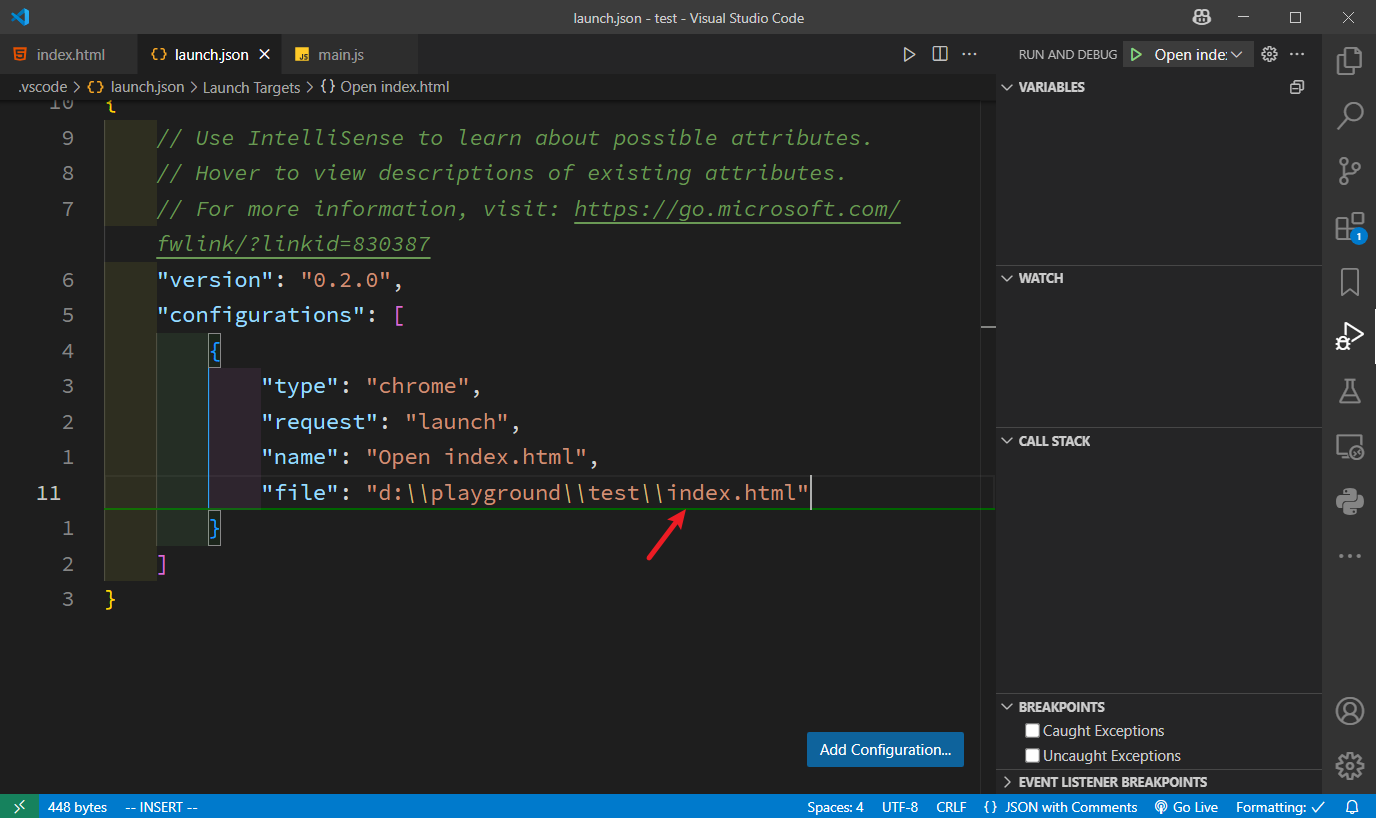 launch.json - test - Visual Studio Code
index.html
launch.json
main.js
RUN AND DEBUG
Open inde:
.vscode > {} launch.json > Launch Targets > {} Open index.html
10 {
9 // Use IntelliSense to learn about possible attributes.
8 // Hover to view descriptions of existing attributes.
7 // For more information, visit: https://go.microsoft.com/
fwlink/?linkid=830387
6 "version": "0.2.0",
5 "configurations": [
4 {
3 "type": "chrome",
2 "request": "launch",
1 "name": "Open index.html",
11 "file": "d:\\playground\\test\\index.html"
1 }
2 ]
3 }
Add Configuration...
VARIABLES
WATCH
CALL STACK
BREAKPOINTS
Caught Exceptions
Uncaught Exceptions
EVENT LISTENER BREAKPOINTS
1
448 bytes
-- INSERT --
Spaces: 4
UTF-8
CRLF
{ } JSON with Comments
Go Live
Formatting: ✓